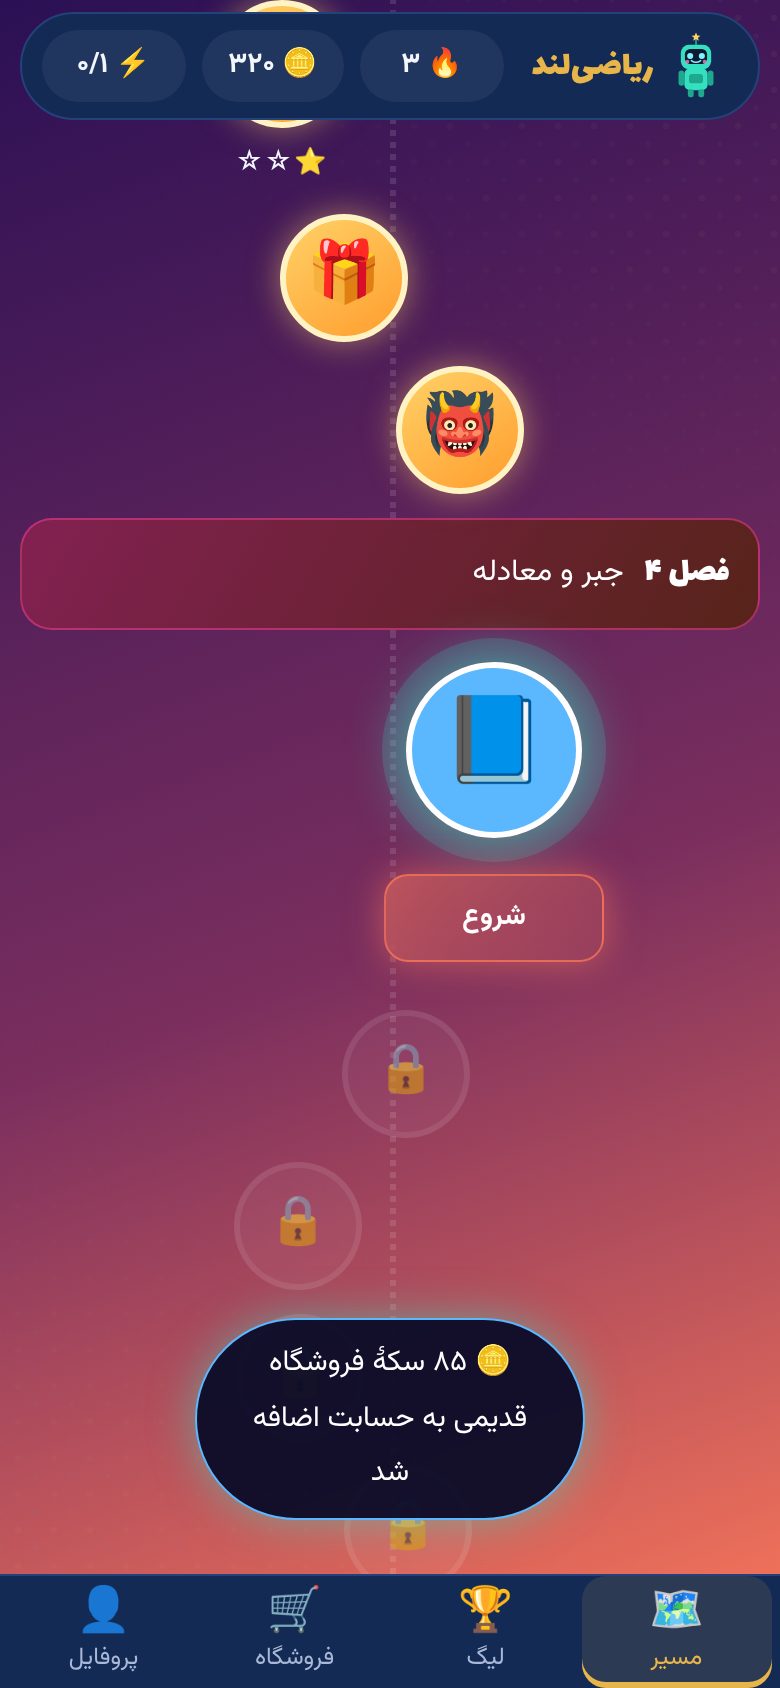 ریاضی‌لند
۳
۳۲۰
۰/۱
فصل ۴ جبر و معادله
شروع
۸۵ سکهٔ فروشگاه
قدیمی به حسابت اضافه
شد
مسیر
لیگ
فروشگاه
پروفایل